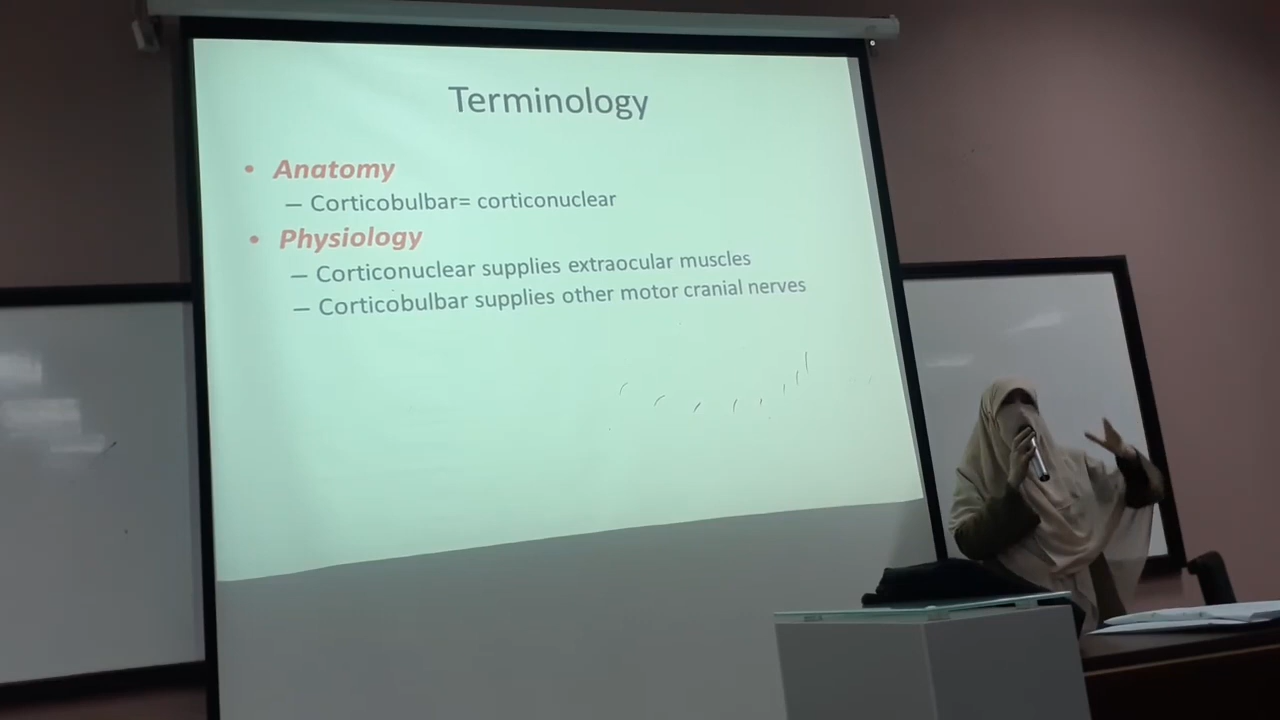 Terminology
• Anatomy
– Corticobulbar= corticonuclear
• Physiology
– Corticonuclear supplies extraocular muscles
– Corticobulbar supplies other motor cranial nerves